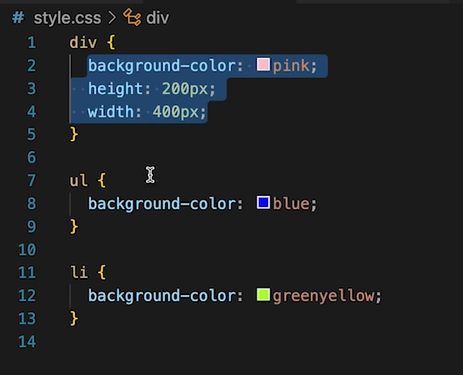 # style.css > div
1 div {
2 background-color: pink;
3 height: 200px;
4 width: 400px;
5 }
6
7 ul {
8 background-color: blue;
9 }
10
11 li {
12 background-color: greenyellow;
13 }
14